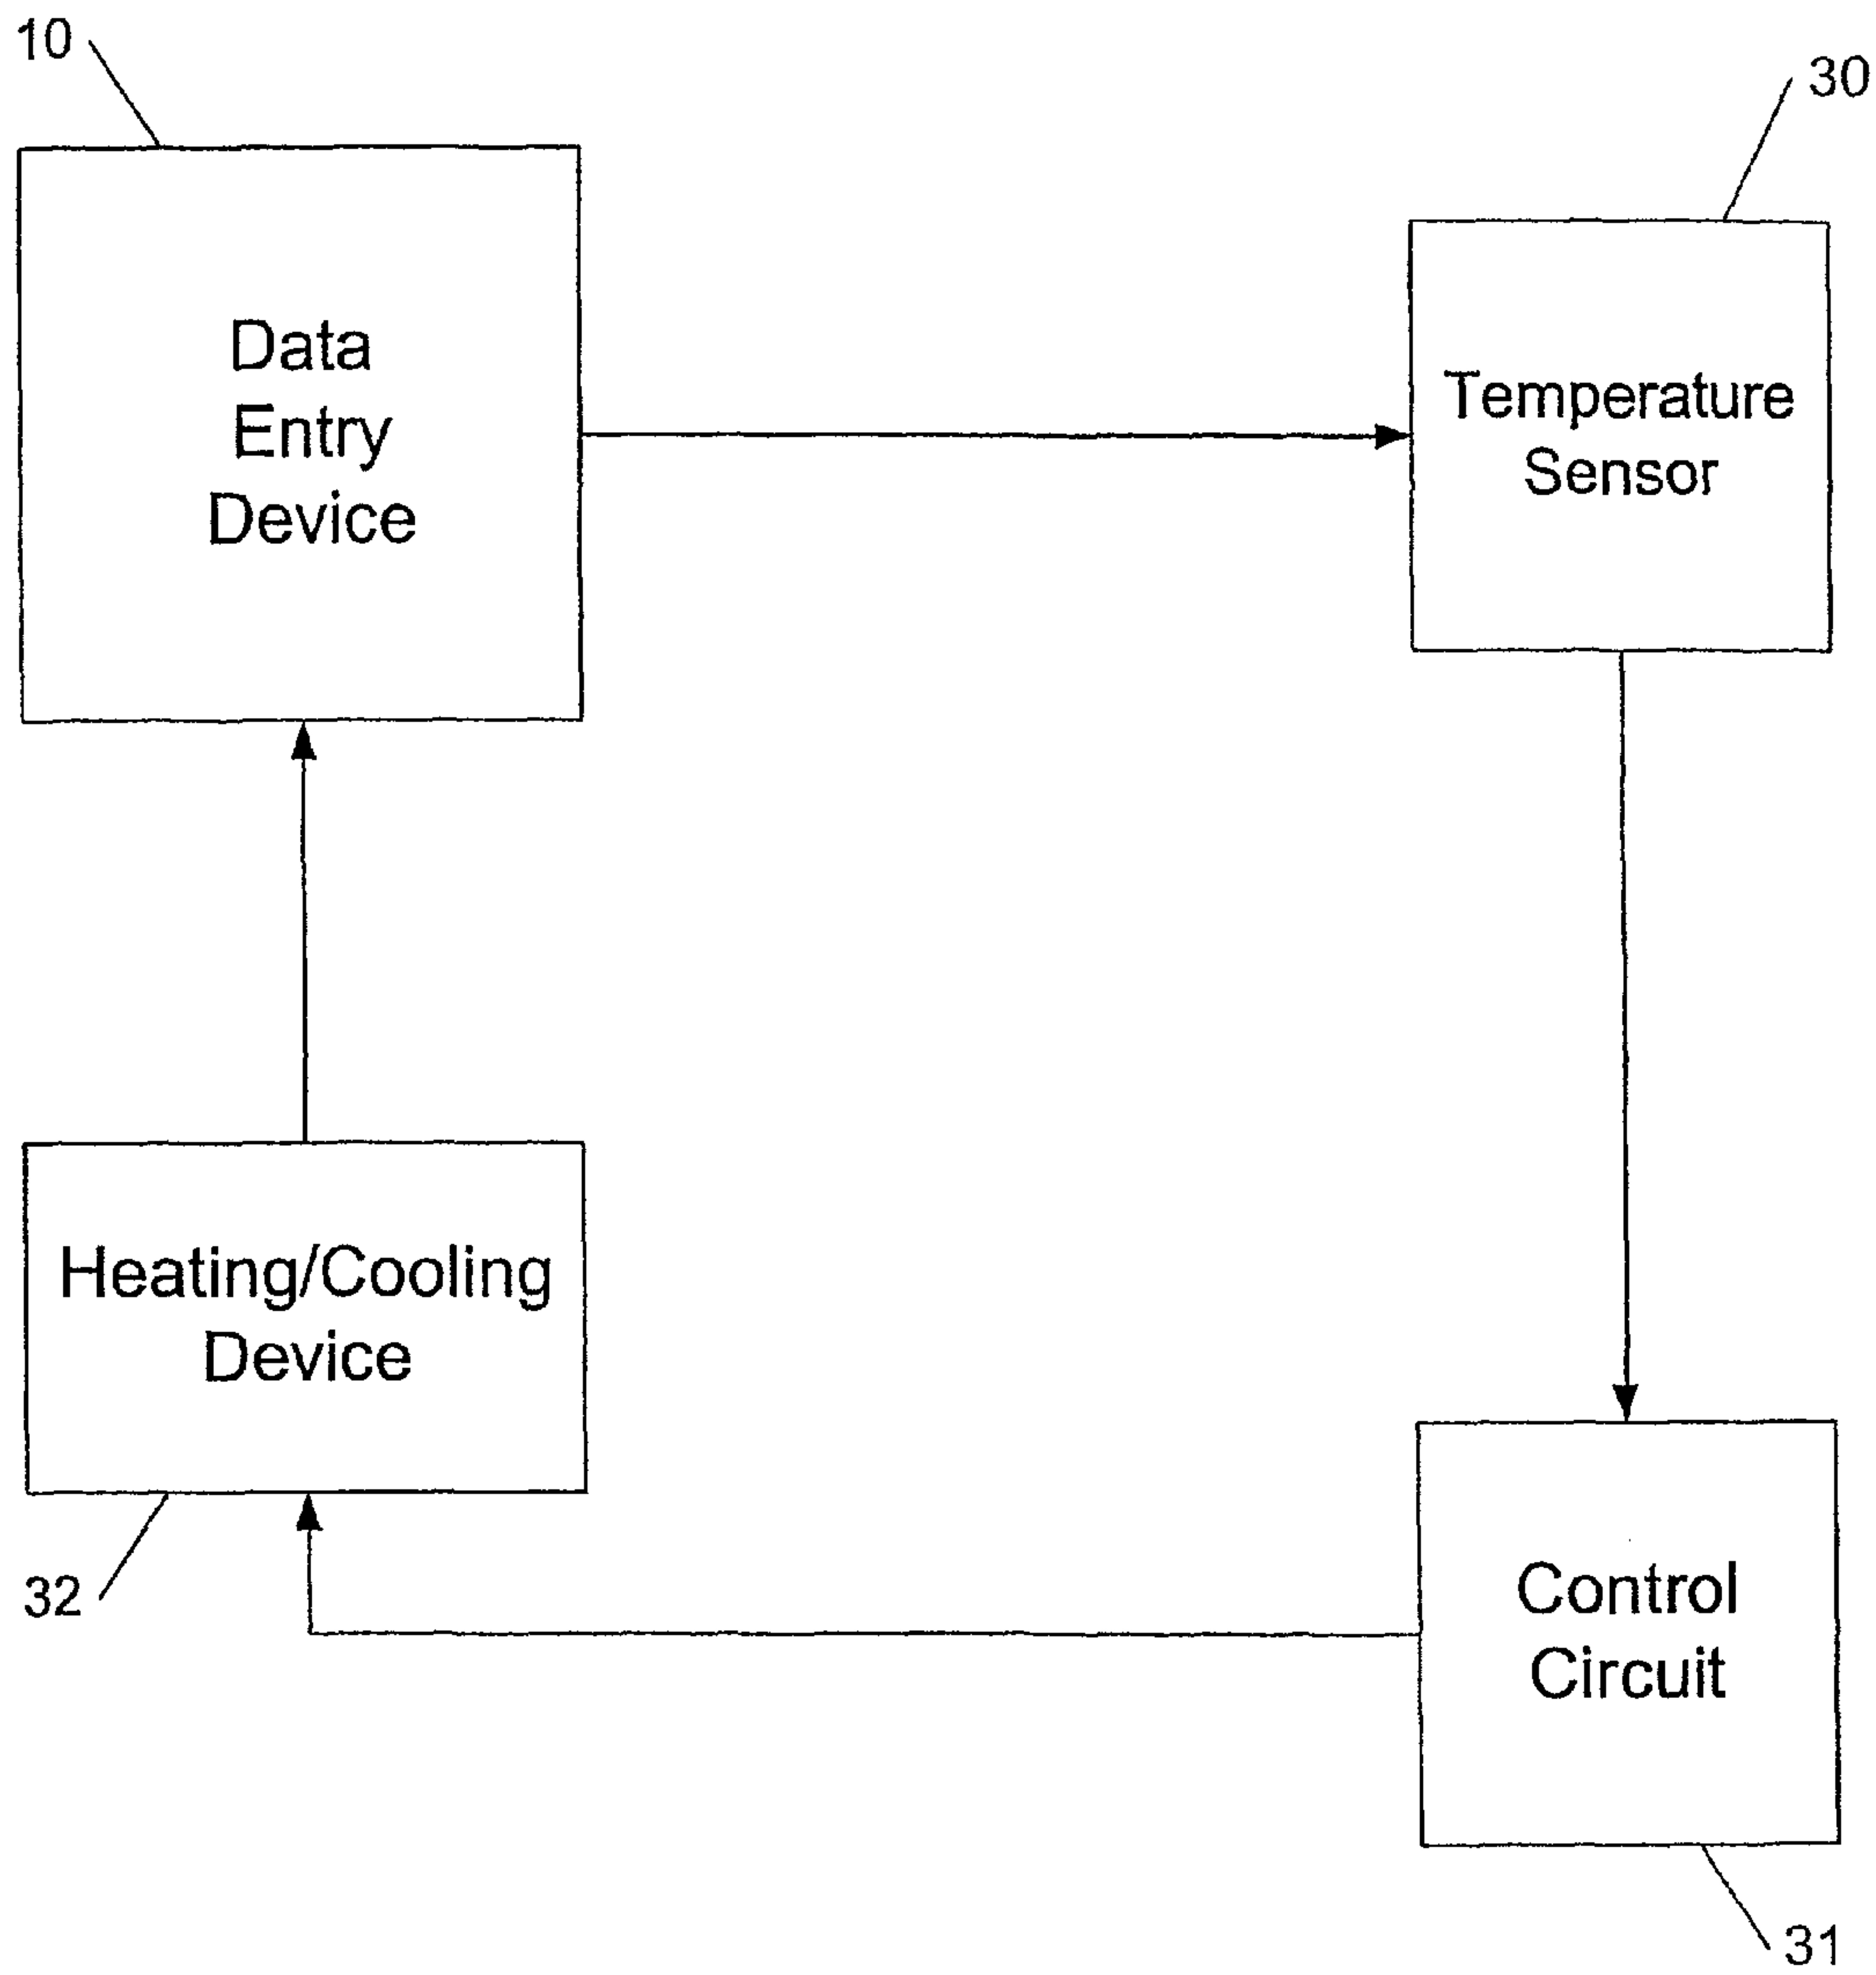 10
30
Data
Entry
Device
Temperature
Sensor
Heating/Cooling
Device
32
Control
Circuit
31